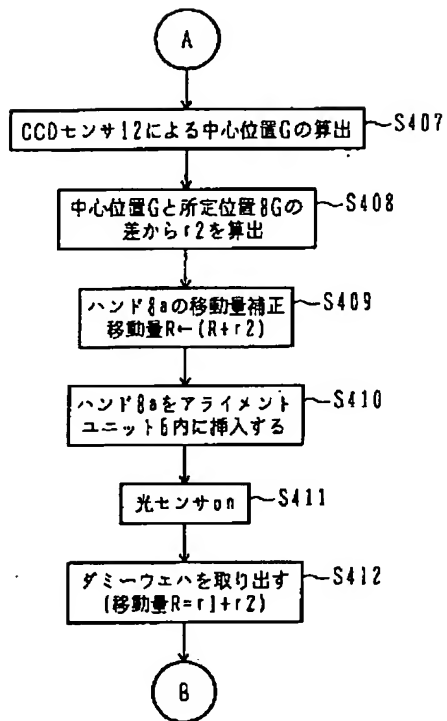 A
CCDセンサ12による中心位置Gの算出
S407
中心位置Gと所定位置8Gの
差からr2を算出
S408
ハンド8aの移動量補正
移動量R←(R+r2)
S409
ハンド8aをアライメント
ユニット6内に挿入する
S410
光センサon
S411
ダミーウエハを取り出す
(移動量R=r1+r2)
S412
B